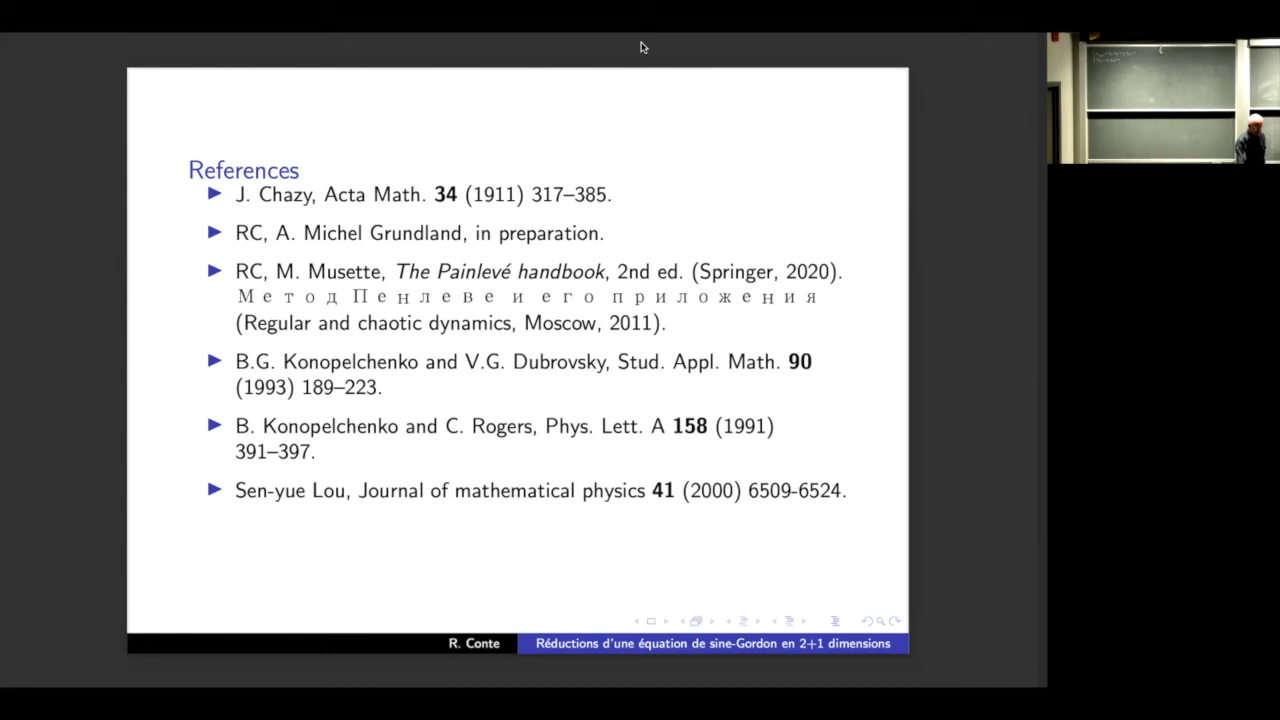 References
J. Chazy, Acta Math. 34 (1911) 317–385.
RC, A. Michel Grundland, in preparation.
RC, M. Musette, The Painlevé handbook, 2nd ed. (Springer, 2020).
Метод Пенлеве и его приложения
(Regular and chaotic dynamics, Moscow, 2011).
B.G. Konopelchenko and V.G. Dubrovsky, Stud. Appl. Math. 90
(1993) 189–223.
B. Konopelchenko and C. Rogers, Phys. Lett. A 158 (1991)
391–397.
Sen-yue Lou, Journal of mathematical physics 41 (2000) 6509-6524.
R. Conte
Réductions d'une équation de sine-Gordon en 2+1 dimensions